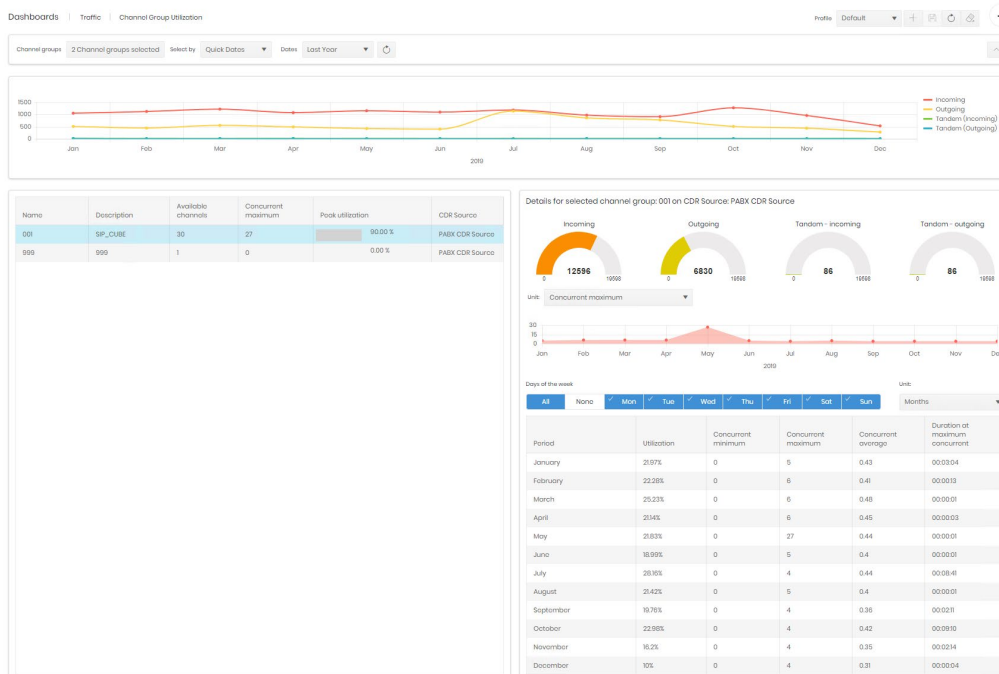 Dashboards | Traffic | Channel Group Utilization
Profile Default
Channel groups 2 Channel groups selected Select by Quick Dates Dates Last Year
1500
1000
500
0
Jan Feb Mar Apr May Jun Jul Aug Sep Oct Nov Dec
2019
Incoming
Outgoing
Tandem (Incoming)
Tandem (Outgoing)
Name Description Available channels Concurrent maximum Peak utilization CDR Source
001 SIP_CUBE 30 27 90.00 % PABX CDR Source
999 999 1 0 0.00 % PABX CDR Source
Details for selected channel group: 001 on CDR Source: PABX CDR Source
Incoming Outgoing Tandem - incoming Tandem - outgoing
12596 6830 86 86
0 19698 0 19698 0 19698 0 19698
Unit: Concurrent maximum
30
15
0
Jan Feb Mar Apr May Jun Jul Aug Sep Oct Nov De
2019
Days of the week Unit:
All None Mon Tue Wed Thu Fri Sat Sun Months
Period Utilization Concurrent minimum Concurrent maximum Concurrent average Duration at maximum concurrent
January 21.97% 0 5 0.43 00:03:04
February 22.28% 0 6 0.41 00:00:13
March 25.23% 0 6 0.48 00:00:01
April 21.14% 0 6 0.45 00:00:03
May 21.83% 0 27 0.44 00:00:01
June 18.99% 0 5 0.4 00:00:01
July 28.16% 0 4 0.44 00:08:41
August 21.42% 0 5 0.4 00:00:01
September 19.76% 0 4 0.36 00:02:11
October 22.98% 0 4 0.42 00:09:10
November 16.2% 0 4 0.35 00:02:14
December 10% 0 4 0.31 00:00:04